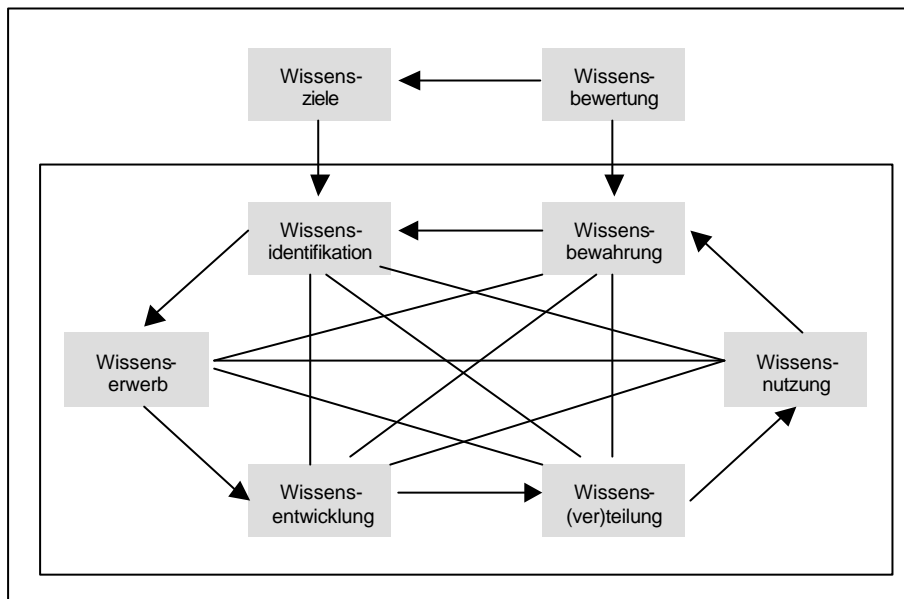 Wissens-
ziele
Wissens-
bewertung
Wissens-
identifikation
Wissens-
bewahrung
Wissens-
erwerb
Wissens-
nutzung
Wissens-
entwicklung
Wissens-
(ver)teilung